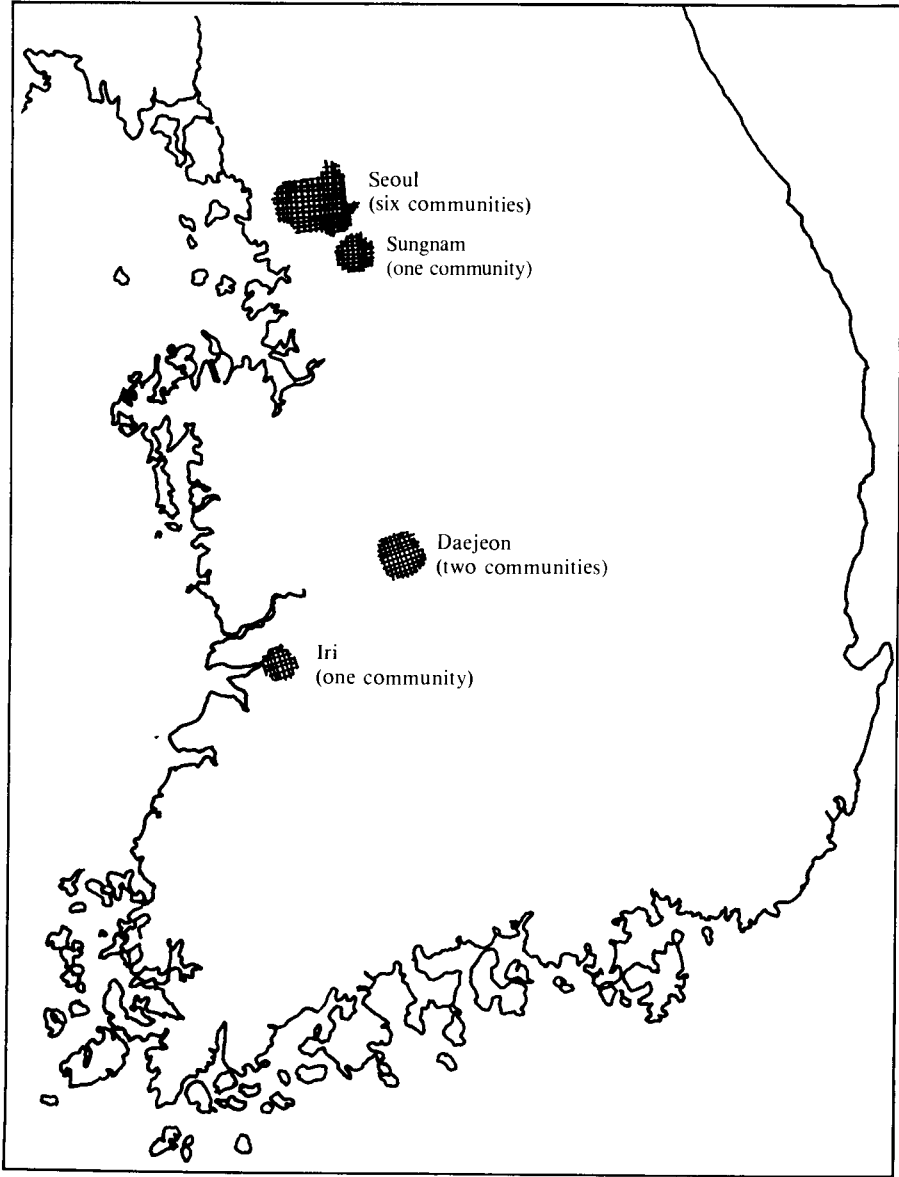 Seoul
(six communities)
Sungnam
(one community)
Daejeon
(two communities)
Iri
(one community)